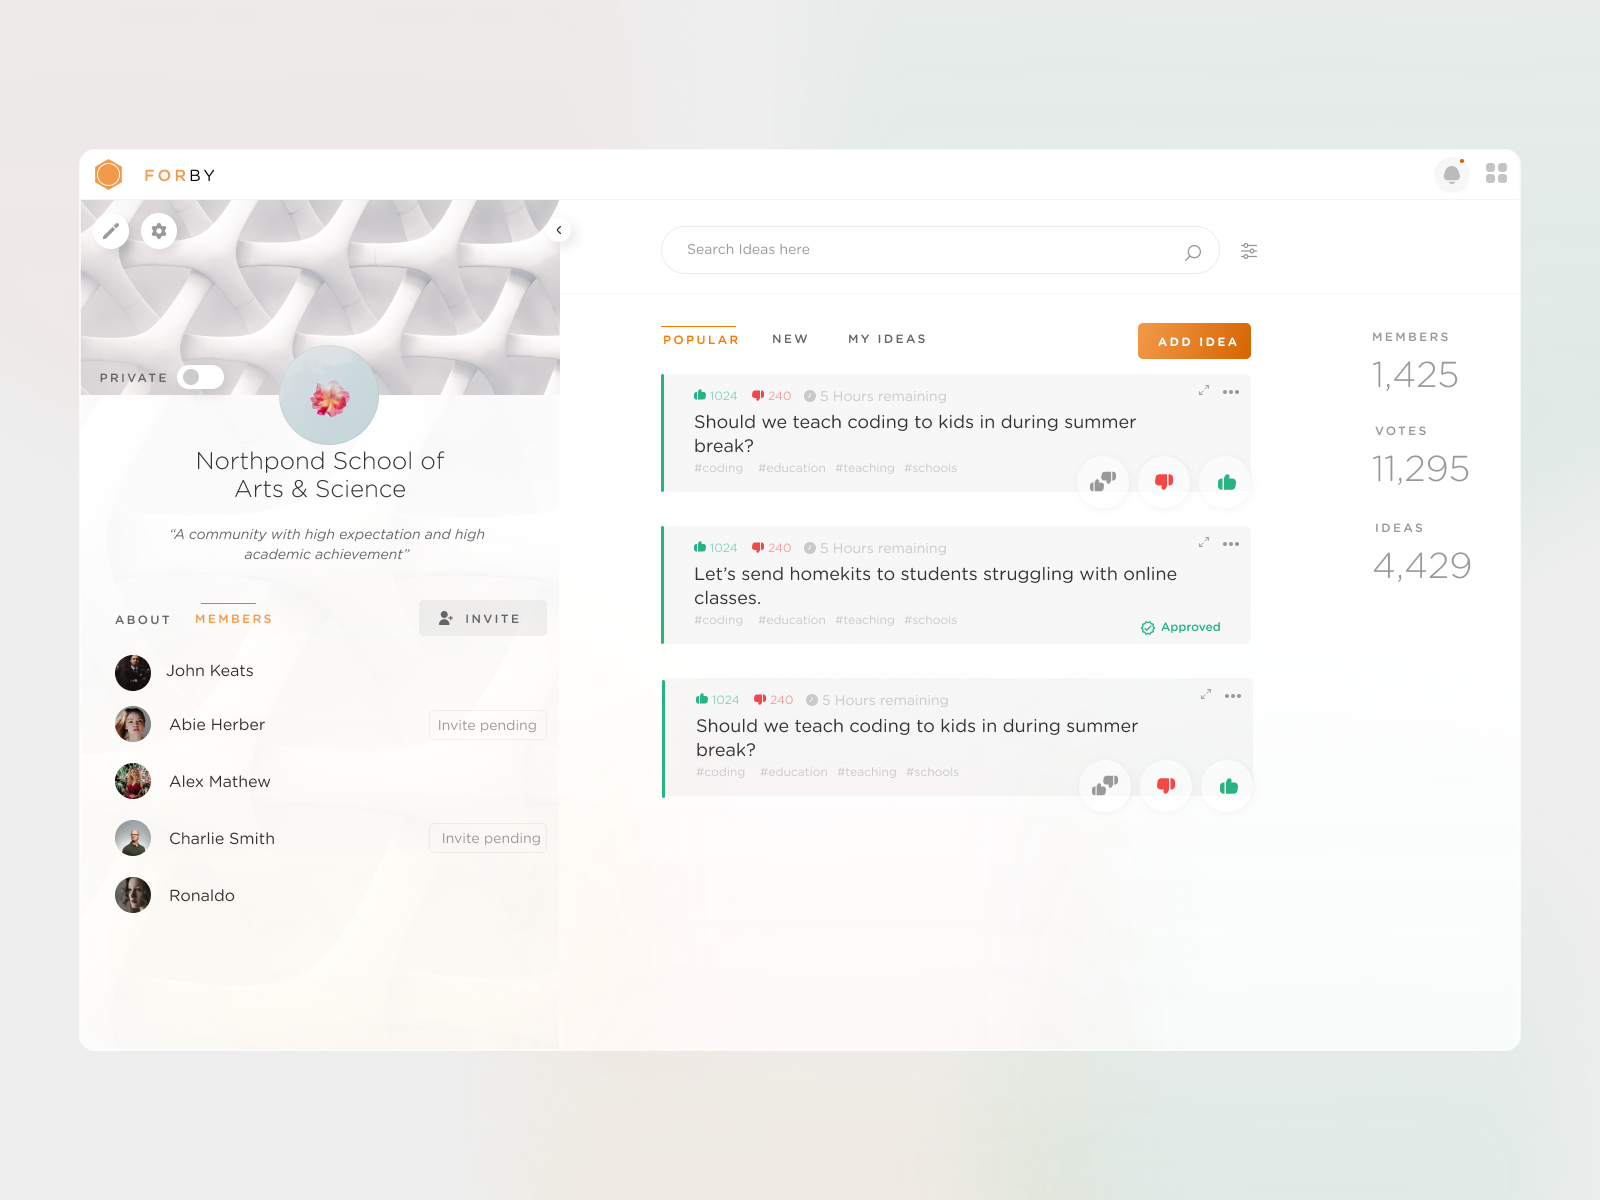 FORBY
PRIVATE
Northpond School of
Arts & Science
“A community with high expectation and high
academic achievement”
ABOUT MEMBERS INVITE
John Keats
Abie Herber Invite pending
Alex Mathew
Charlie Smith Invite pending
Ronaldo
Search Ideas here
POPULAR NEW MY IDEAS ADD IDEA
1024 240 5 Hours remaining
Should we teach coding to kids in during summer
break?
#coding #education #teaching #schools
1024 240 5 Hours remaining
Let’s send homekits to students struggling with online
classes.
#coding #education #teaching #schools
Approved
1024 240 5 Hours remaining
Should we teach coding to kids in during summer
break?
#coding #education #teaching #schools
MEMBERS
1,425
VOTES
11,295
IDEAS
4,429